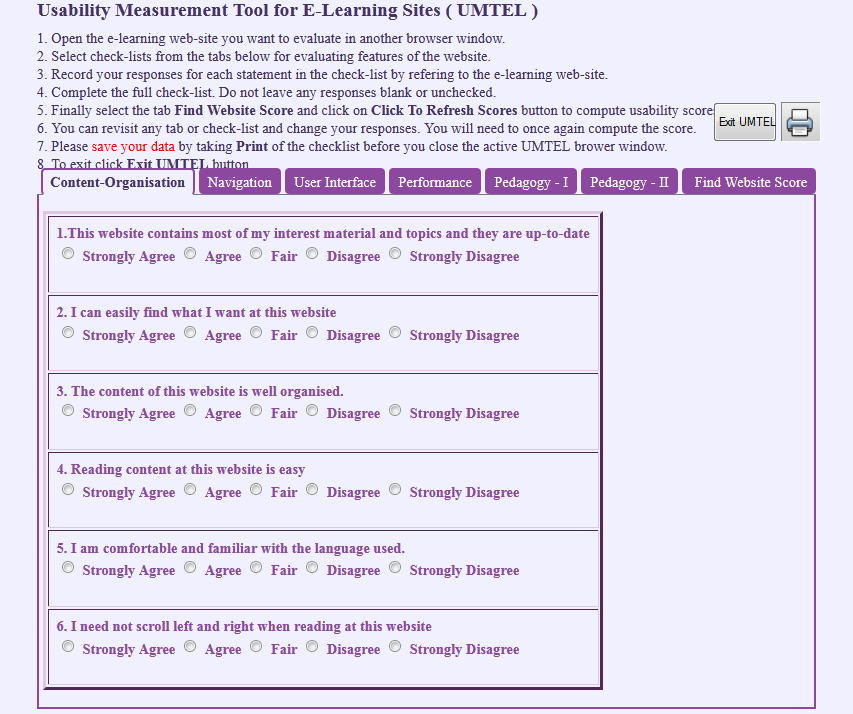 Usability Measurement Tool for E-Learning Sites ( UMTEL )
1. Open the e-learning web-site you want to evaluate in another browser window.
2. Select check-lists from the tabs below for evaluating features of the website.
3. Record your responses for each statement in the check-list by refering to the e-learning web-site.
4. Complete the full check-list. Do not leave any responses blank or unchecked.
5. Finally select the tab Find Website Score and click on Click To Refresh Scores button to compute usability score
6. You can revisit any tab or check-list and change your responses. You will need to once again compute the score.
Exit UMTEL
7. Please save your data by taking Print of the checklist before you close the active UMTEL brower window.
8. To exit click Exit UMTEL button
Content-Organisation Navigation User Interface Performance Pedagogy - I Pedagogy - II Find Website Score
1.This website contains most of my interest material and topics and they are up-to-date
Strongly Agree Agree Fair Disagree Strongly Disagree
2. I can easily find what I want at this website
Strongly Agree Agree Fair Disagree Strongly Disagree
3. The content of this website is well organised.
Strongly Agree Agree Fair Disagree Strongly Disagree
4. Reading content at this website is easy
Strongly Agree Agree Fair Disagree Strongly Disagree
5. I am comfortable and familiar with the language used.
Strongly Agree Agree Fair Disagree Strongly Disagree
6. I need not scroll left and right when reading at this website
Strongly Agree Agree Fair Disagree Strongly Disagree